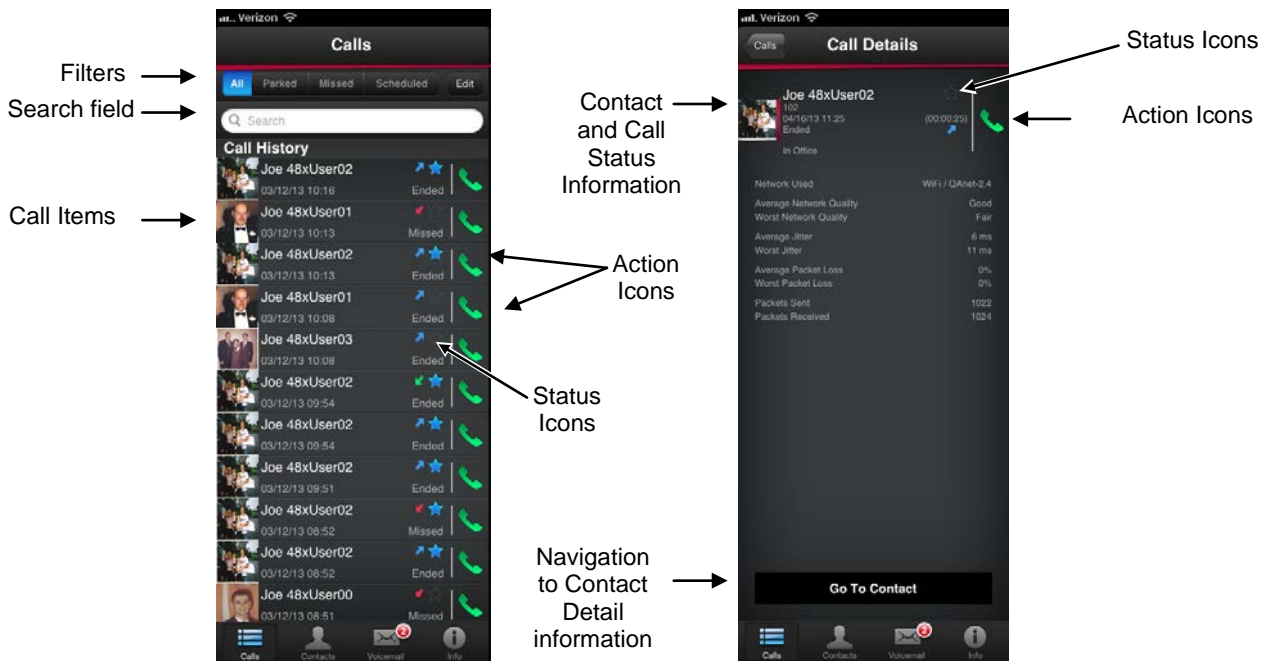 Verizon
Calls
Filters
All Parked Missed Scheduled Edit
Search field
Search
Call History
Call Items
Joe 48xUser02
03/12/13 10:16 Ended
Joe 48xUser01
03/12/13 10:13 Missed
Joe 48xUser02
03/12/13 10:13 Ended
Joe 48xUser01
03/12/13 10:08 Ended
Joe 48xUser03
03/12/13 10:08 Ended
Joe 48xUser02
03/12/13 09:54 Ended
Joe 48xUser02
03/12/13 09:54 Ended
Joe 48xUser02
03/12/13 09:51 Ended
Joe 48xUser02
03/12/13 08:52 Missed
Joe 48xUser02
03/12/13 08:52 Ended
Joe 48xUser00
03/12/13 08:51 Missed
2
Calls Contacts Voicemail Info
Action
Icons
Status
Icons
Contact
and Call
Status
Information
Navigation
to Contact
Detail
information
Verizon
Calls Call Details
Joe 48xUser02
102
04/16/13 11:25 (00:00:25)
Ended
In Office
Network Used WiFi / QAnet-2.4
Average Network Quality Good
Worst Network Quality Fair
Average Jitter 6 ms
Worst Jitter 11 ms
Average Packet Loss 0%
Worst Packet Loss 0%
Packets Sent 1022
Packets Received 1024
Go To Contact
2
Calls Contacts Voicemail Info
Status Icons
Action Icons